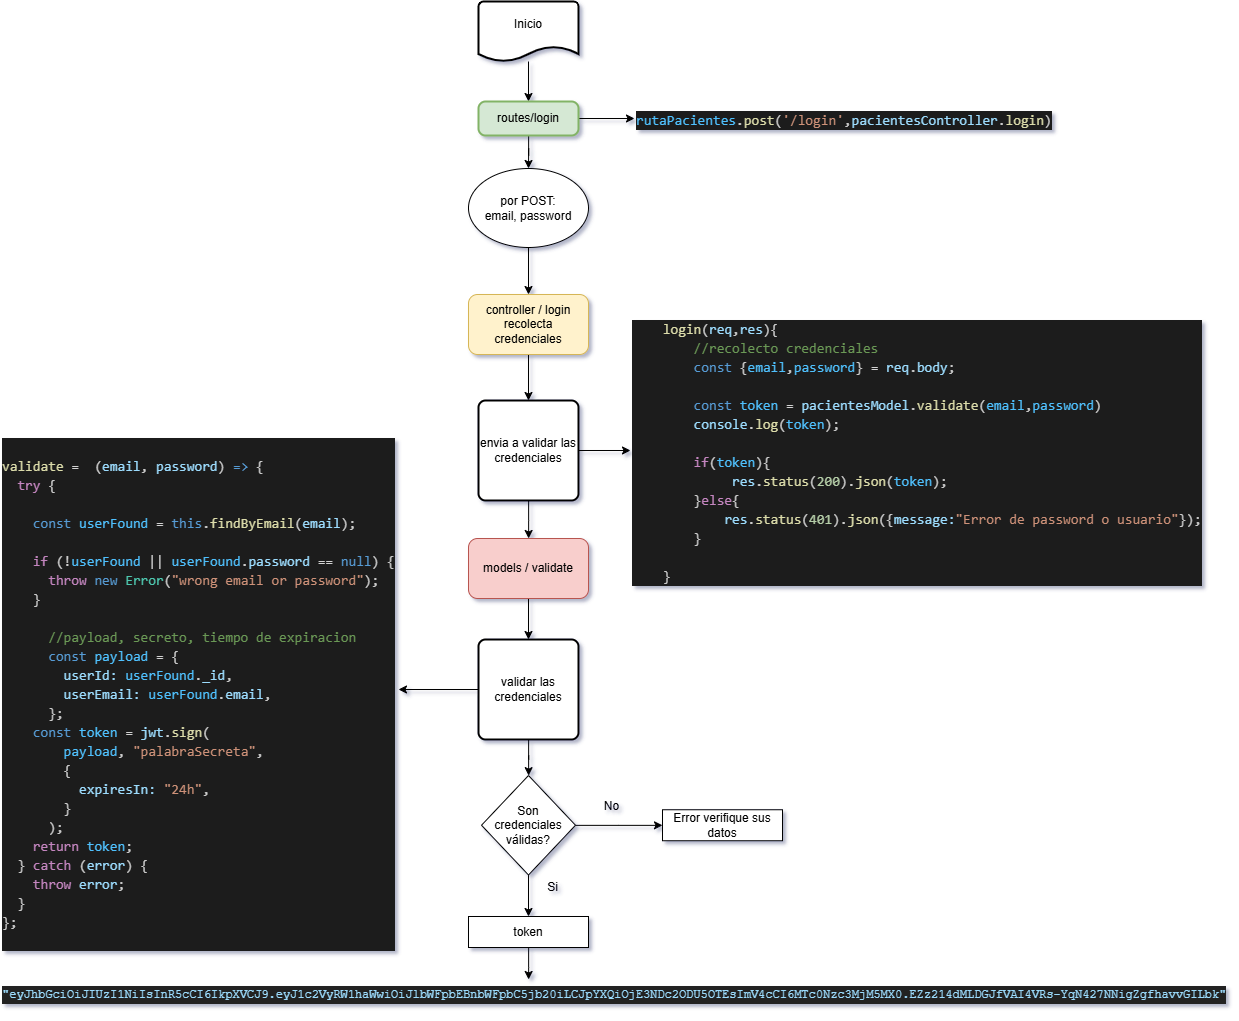 Inicio
routes/login
rutaPacientes.post('/login',pacientesController.login)
por POST:
email, password
controller / login
recolecta
credenciales
login(req,res){
//recolecto credenciales
const {email,password} = req.body;
const token = pacientesModel.validate(email,password)
console.log(token);
if(token){
res.status(200).json(token);
}else{
res.status(401).json({message:"Error de password o usuario"});
}
}
envia a validar las
credenciales
models / validate
validar las
credenciales
validate =  (email, password) => {
try {
const userFound = this.findByEmail(email);
if (!userFound || userFound.password == null) {
throw new Error("wrong email or password");
}
//payload, secreto, tiempo de expiracion
const payload = {
userId: userFound._id,
userEmail: userFound.email,
};
const token = jwt.sign(
payload, "palabraSecreta",
{
expiresIn: "24h",
}
);
return token;
} catch (error) {
throw error;
}
};
Son
credenciales
válidas?
No
Error verifique sus
datos
Si
token
"eyJhbGciOiJIUzI1NiIsInR5cCI6IkpXVCJ9.eyJ1c2VyRW1haWwiOiJlbWFpbEBnbWFpbC5jb20iLCJpYXQiOjE3NDc2ODU5OTEsImV4cCI6MTc0Nzc3MjM5MX0.EZz214dMLDGJfVAI4VRs-YqN427NNigZgfhavvGILbk"